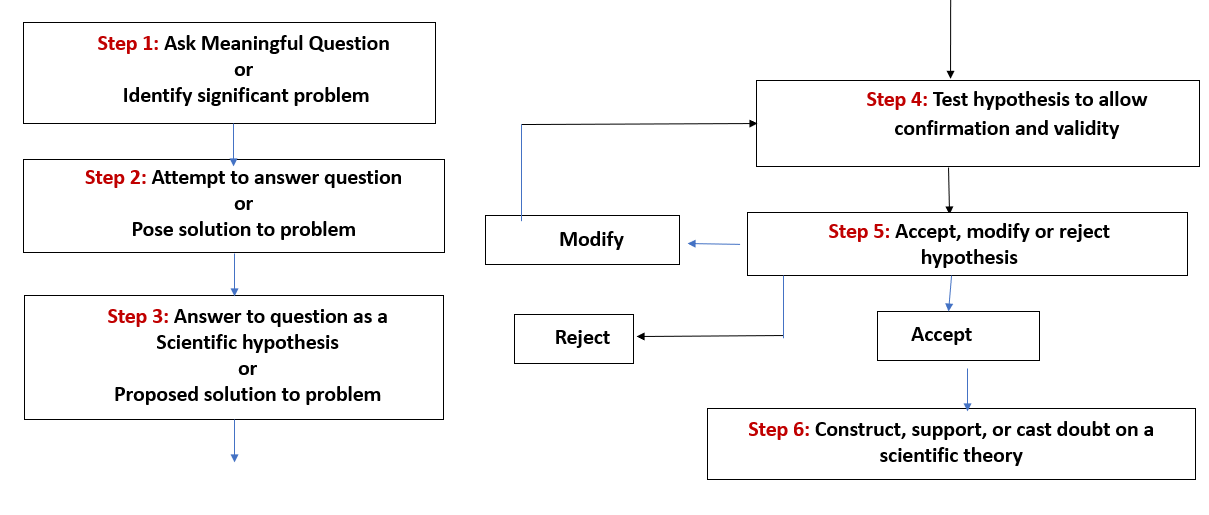 Step 1: Ask Meaningful Question
or
Identify significant problem
Step 2: Attempt to answer question
or
Pose solution to problem
Step 3: Answer to question as a
Scientific hypothesis
or
Proposed solution to problem
Step 4: Test hypothesis to allow
confirmation and validity
Step 5: Accept, modify or reject
hypothesis
Modify
Reject
Accept
Step 6: Construct, support, or cast doubt on a
scientific theory